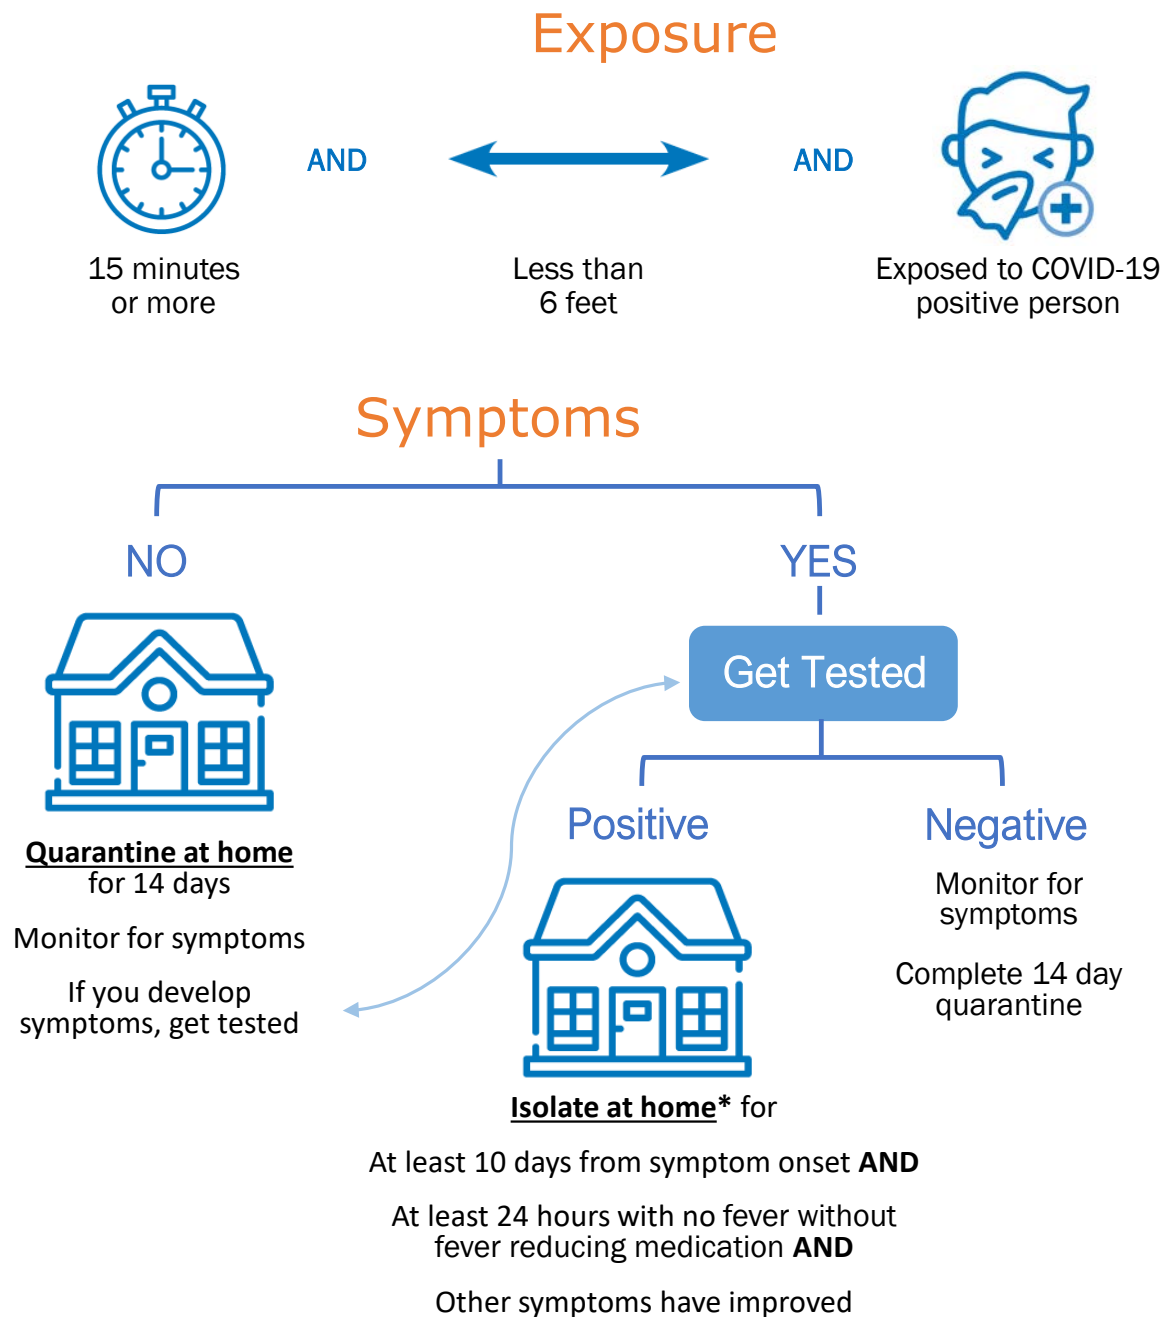 Exposure
AND
AND
15 minutes
or more
Less than
6 feet
Exposed to COVID-19
positive person
Symptoms
NO
YES
Get Tested
Quarantine at home
for 14 days
Monitor for symptoms
If you develop
symptoms, get tested
Positive
Negative
Monitor for
symptoms
Complete 14 day
quarantine
Isolate at home* for
At least 10 days from symptom onset AND
At least 24 hours with no fever without
fever reducing medication AND
Other symptoms have improved